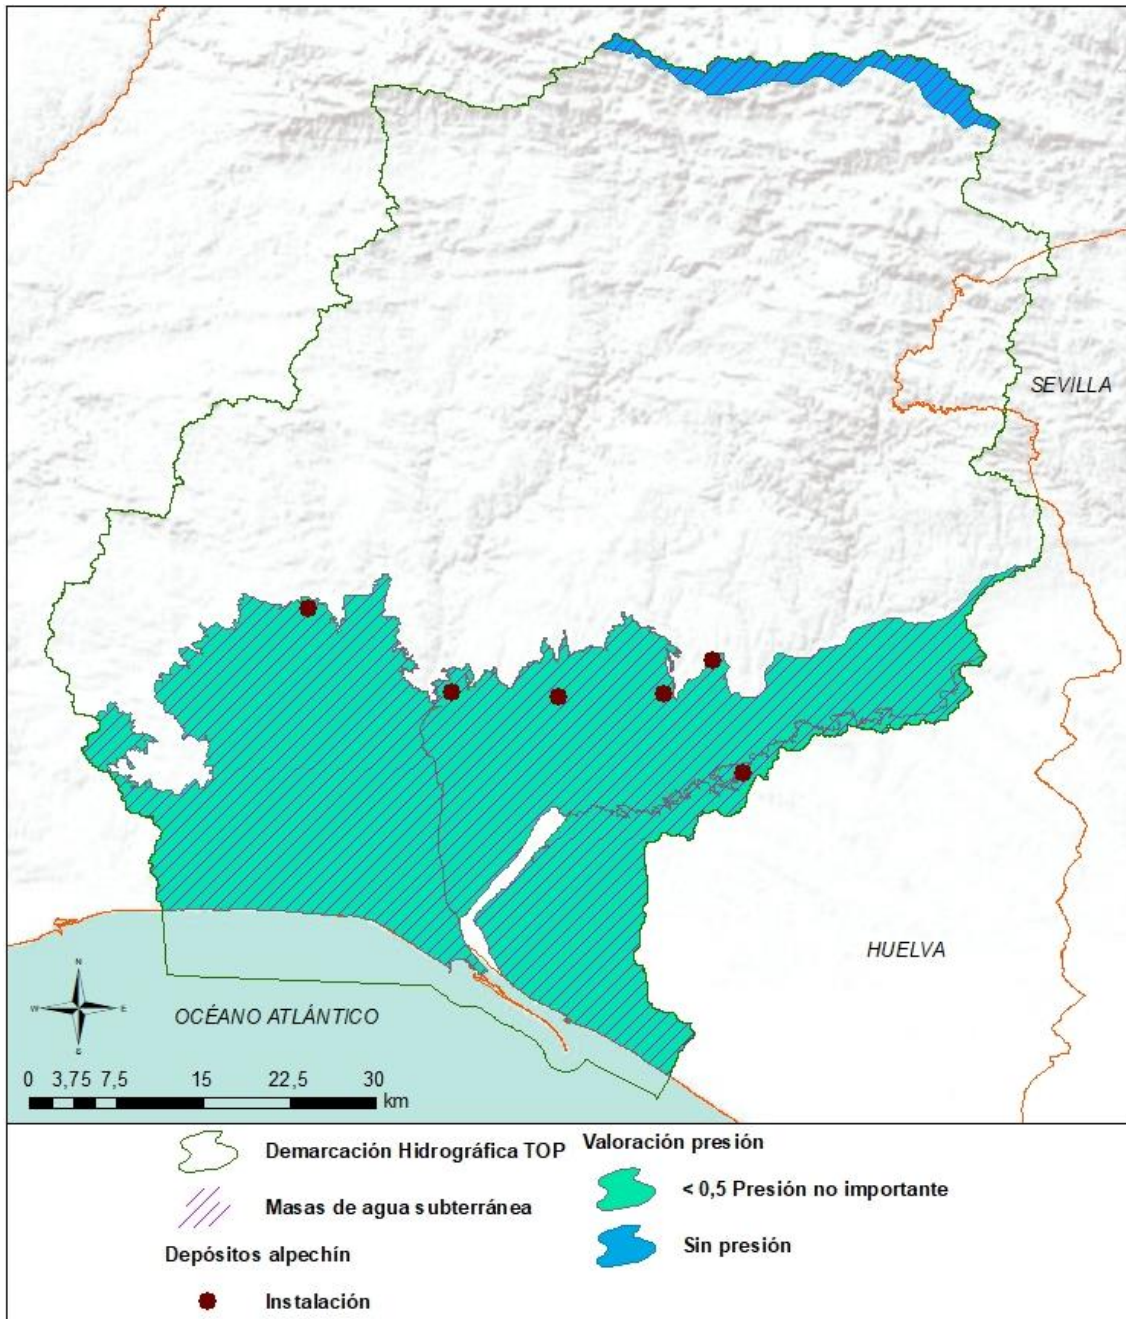 SEVILLA
HUELVA
N
W E
S
OCÉANO ATLÁNTICO
0 3,75 7,5 15 22,5 30
km
Demarcación Hidrográfica TOP
Masas de agua subterránea
Depósitos alpechín
Instalación
Valoración presión
< 0,5 Presión no importante
Sin presión